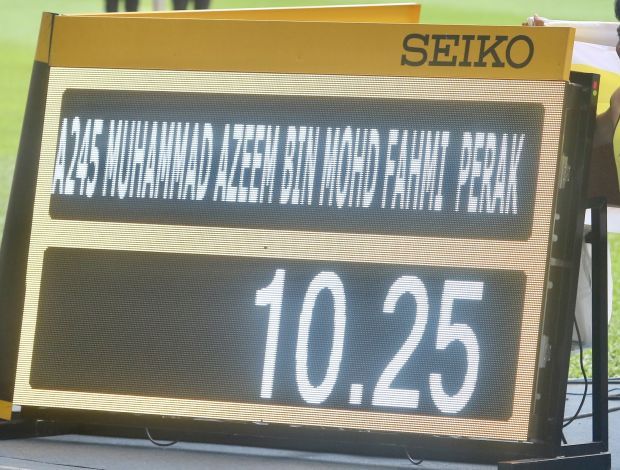 SEIKO
A245 MUHAMMAD AZEEM BIN MOHD FAHMI PERAK
10.25